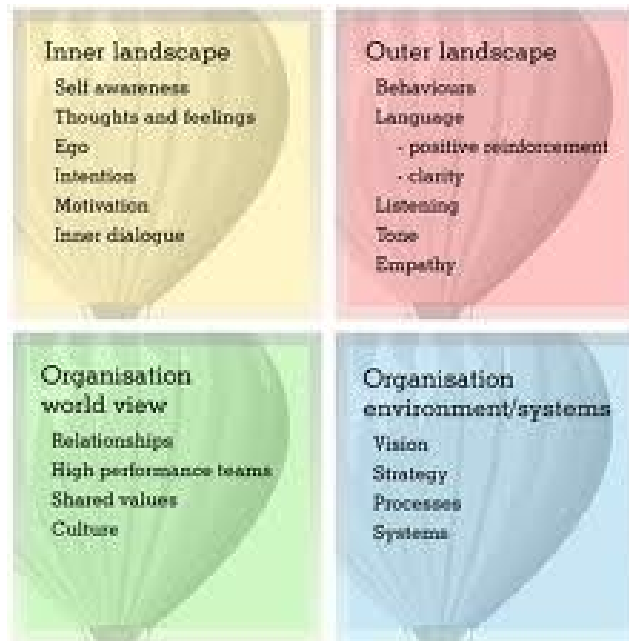 Inner landscape
Self awareness
Thoughts and feelings
Ego
Intention
Motivation
Inner dialogue
Outer landscape
Behaviours
Language
- positive reinforcement
- clarity
Listening
Tone
Empathy
Organisation
world view
Relationships
High performance teams
Shared values
Culture
Organisation
environment/systems
Vision
Strategy
Processes
Systems